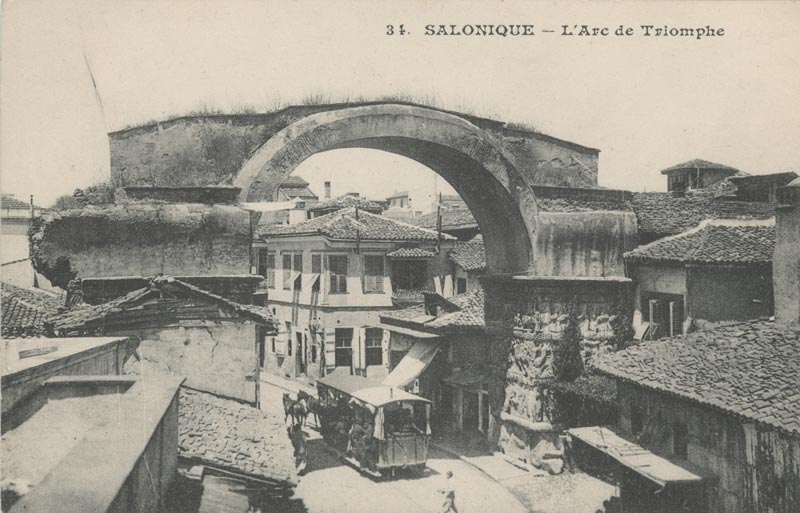 34. SALONIQUE – L'Arc de Triomphe